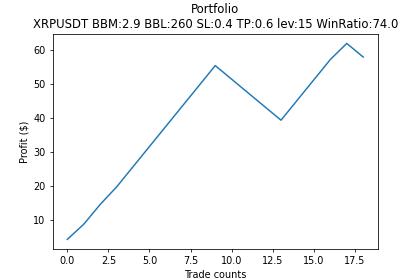 Portfolio
XRPUSDT BBM:2.9 BBL:260 SL:0.4 TP:0.6 lev:15 WinRatio:74.0
60
50
40
30
20
10
Profit ($)
0.0 2.5 5.0 7.5 10.0 12.5 15.0 17.5
Trade counts